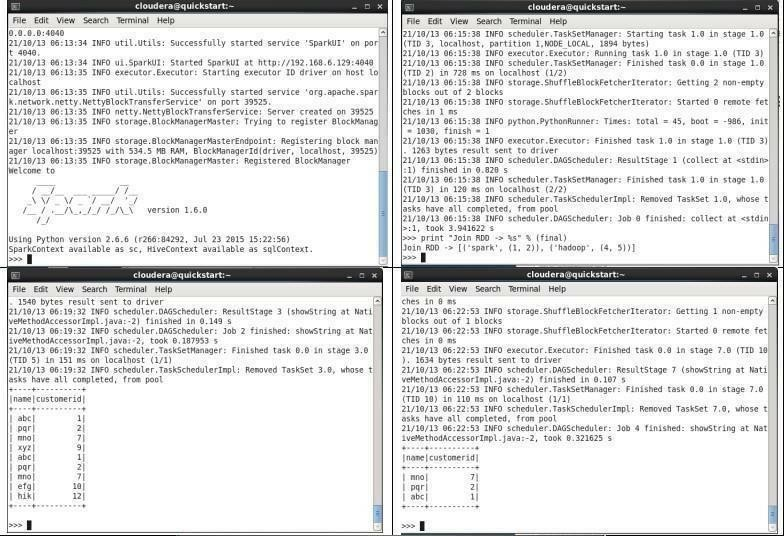 cloudera@quickstart:~
File Edit View Search Terminal Help
0.0.0.0:4040
21/10/13 06:13:34 INFO util.Utils: Successfully started service 'SparkUI' on por
t 4040.
21/10/13 06:13:34 INFO ui.SparkUI: Started SparkUI at http://192.168.6.129:4040
21/10/13 06:13:35 INFO executor.Executor: Starting executor ID driver on host lo
calhost
21/10/13 06:13:35 INFO util.Utils: Successfully started service 'org.apache.spar
k.network.netty.NettyBlockTransferService' on port 39525.
21/10/13 06:13:35 INFO netty.NettyBlockTransferService: Server created on 39525
21/10/13 06:13:35 INFO storage.BlockManagerMaster: Trying to register BlockManag
er
21/10/13 06:13:35 INFO storage.BlockManagerMasterEndpoint: Registering block man
ager localhost:39525 with 534.5 MB RAM, BlockManagerId(driver, localhost, 39525)
21/10/13 06:13:35 INFO storage.BlockManagerMaster: Registered BlockManager
Welcome to
Spark version 1.6.0
Using Python version 2.6.6 (r266:84292, Jul 23 2015 15:22:56)
SparkContext available as sc, HiveContext available as sqlContext.
>>>
cloudera@quickstart:~
File Edit View Search Terminal Help
21/10/13 06:15:38 INFO scheduler.TaskSetManager: Starting task 1.0 in stage 1.0
(TID 3, localhost, partition 1,NODE_LOCAL, 1894 bytes)
21/10/13 06:15:38 INFO executor.Executor: Running task 1.0 in stage 1.0 (TID 3)
21/10/13 06:15:38 INFO scheduler.TaskSetManager: Finished task 0.0 in stage 1.0
(TID 2) in 728 ms on localhost (1/2)
21/10/13 06:15:38 INFO storage.ShuffleBlockFetcherIterator: Getting 2 non-empty
blocks out of 2 blocks
21/10/13 06:15:38 INFO storage.ShuffleBlockFetcherIterator: Started 0 remote fet
ches in 1 ms
21/10/13 06:15:38 INFO python.PythonRunner: Times: total = 45, boot = -986, init
= 1030, finish = 1
21/10/13 06:15:38 INFO executor.Executor: Finished task 1.0 in stage 1.0 (TID 3)
. 1263 bytes result sent to driver
21/10/13 06:15:38 INFO scheduler.DAGScheduler: ResultStage 1 (collect at <stdin>
:1) finished in 0.820 s
21/10/13 06:15:38 INFO scheduler.TaskSetManager: Finished task 1.0 in stage 1.0
(TID 3) in 120 ms on localhost (2/2)
21/10/13 06:15:38 INFO scheduler.TaskSchedulerImpl: Removed TaskSet 1.0, whose t
asks have all completed, from pool
21/10/13 06:15:38 INFO scheduler.DAGScheduler: Job 0 finished: collect at <stdin
>:1, took 3.941622 s
>>> print "Join RDD -> %s" % (final)
Join RDD -> [('spark', (1, 2)), ('hadoop', (4, 5))]
>>>
cloudera@quickstart:~
File Edit View Search Terminal Help
. 1540 bytes result sent to driver
21/10/13 06:19:32 INFO scheduler.DAGScheduler: ResultStage 3 (showString at Nati
veMethodAccessorImpl.java:-2) finished in 0.149 s
21/10/13 06:19:32 INFO scheduler.DAGScheduler: Job 2 finished: showString at Nat
iveMethodAccessorImpl.java:-2, took 0.187953 s
21/10/13 06:19:32 INFO scheduler.TaskSetManager: Finished task 0.0 in stage 3.0
(TID 5) in 151 ms on localhost (1/1)
21/10/13 06:19:32 INFO scheduler.TaskSchedulerImpl: Removed TaskSet 3.0, whose t
asks have all completed, from pool
+----+----------+
|name|customerid|
+----+----------+
| abc| 1|
| pqr| 2|
| mno| 7|
| xyz| 9|
| abc| 1|
| pqr| 2|
| mno| 7|
| efg| 10|
| hik| 12|
+----+----------+
>>>
cloudera@quickstart:~
File Edit View Search Terminal Help
ches in 0 ms
21/10/13 06:22:53 INFO storage.ShuffleBlockFetcherIterator: Getting 1 non-empty
blocks out of 1 blocks
21/10/13 06:22:53 INFO storage.ShuffleBlockFetcherIterator: Started 0 remote fet
ches in 0 ms
21/10/13 06:22:53 INFO executor.Executor: Finished task 0.0 in stage 7.0 (TID 10
). 1634 bytes result sent to driver
21/10/13 06:22:53 INFO scheduler.DAGScheduler: ResultStage 7 (showString at Nati
veMethodAccessorImpl.java:-2) finished in 0.107 s
21/10/13 06:22:53 INFO scheduler.TaskSetManager: Finished task 0.0 in stage 7.0
(TID 10) in 110 ms on localhost (1/1)
21/10/13 06:22:53 INFO scheduler.TaskSchedulerImpl: Removed TaskSet 7.0, whose t
asks have all completed, from pool
21/10/13 06:22:53 INFO scheduler.DAGScheduler: Job 4 finished: showString at Nat
iveMethodAccessorImpl.java:-2, took 0.321625 s
+----+----------+
|name|customerid|
+----+----------+
| mno| 7|
| pqr| 2|
| abc| 1|
+----+----------+
>>>